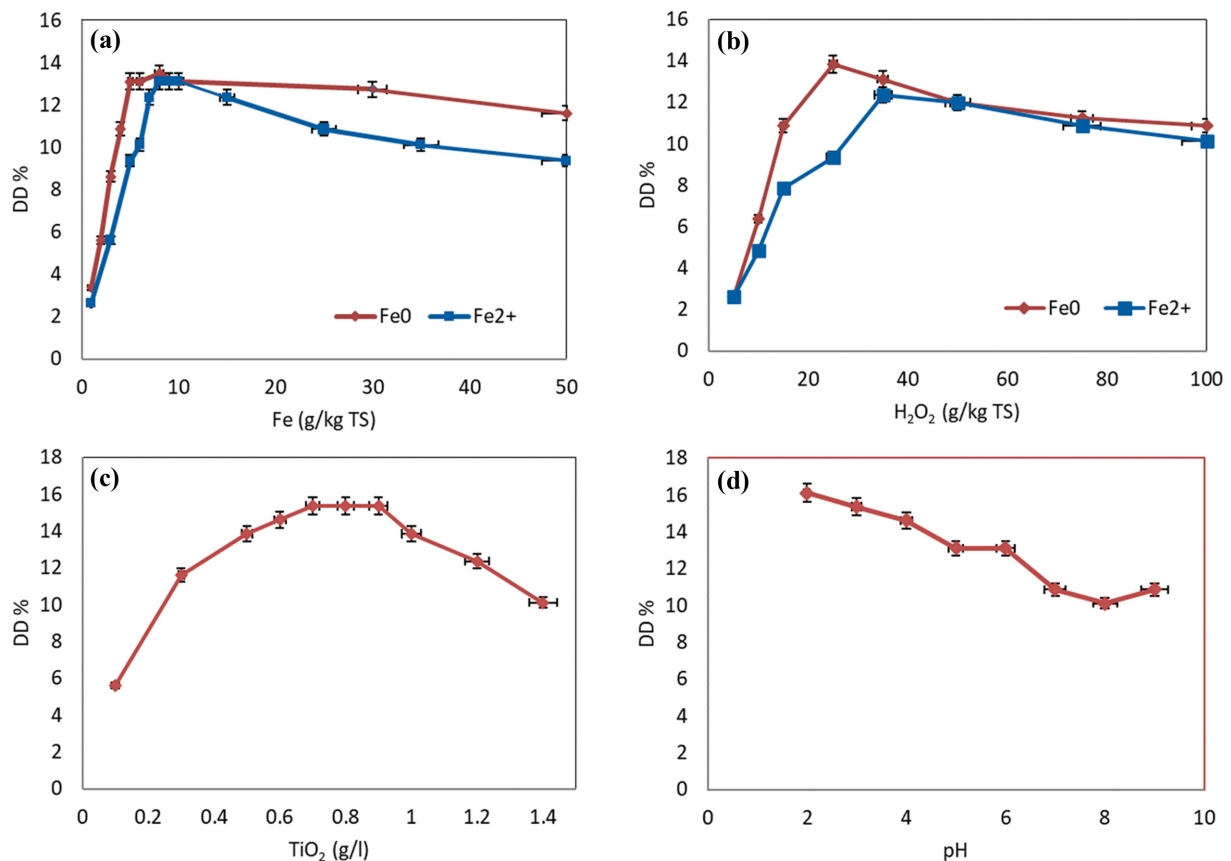 (a)
DD %
16
14
12
10
8
6
4
2
0
Fe0 Fe2+
0 10 20 30 40 50
Fe (g/kg TS)
(b)
DD %
16
14
12
10
8
6
4
2
0
Fe0 Fe2+
0 20 40 60 80 100
H₂O₂ (g/kg TS)
(c)
DD %
18
16
14
12
10
8
6
4
2
0
0 0.2 0.4 0.6 0.8 1 1.2 1.4
TiO₂ (g/l)
(d)
DD %
18
16
14
12
10
8
6
4
2
0
0 2 4 6 8 10
pH